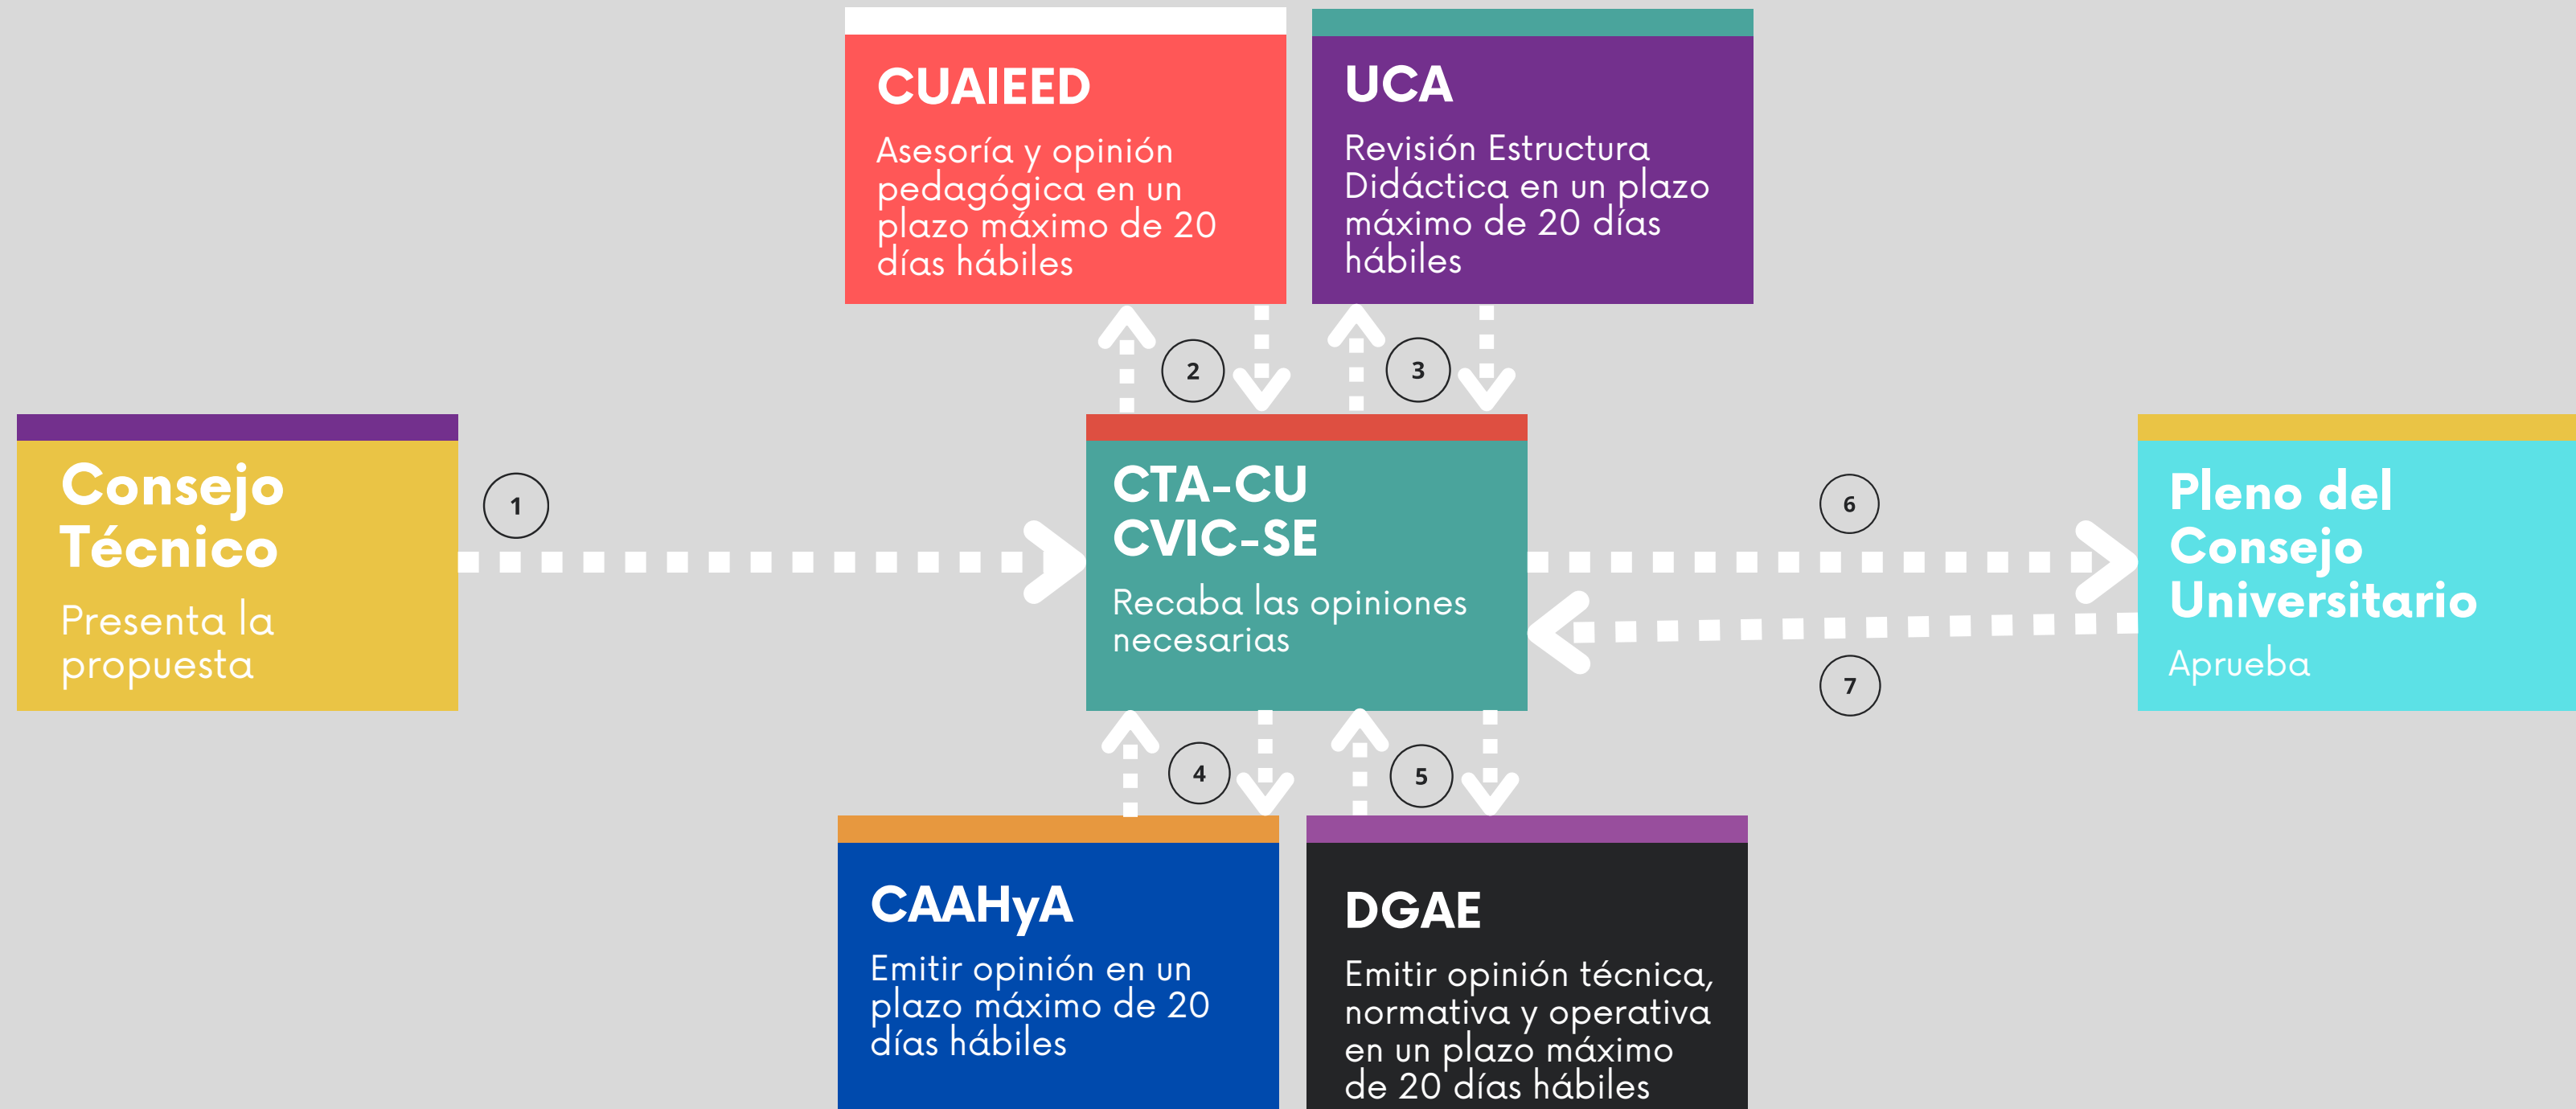 CUAIEED
Asesoría y opinión
pedagógica en un
plazo máximo de 20
días hábiles
UCA
Revisión Estructura
Didáctica en un plazo
máximo de 20 días
hábiles
2
3
Consejo
Técnico
Presenta la
propuesta
1
CTA-CU
CVIC-SE
Recaba las opiniones
necesarias
6
7
Pleno del
Consejo
Universitario
Aprueba
4
5
CAAHyA
Emitir opinión en un
plazo máximo de 20
días hábiles
DGAE
Emitir opinión técnica,
normativa y operativa
en un plazo máximo
de 20 días hábiles